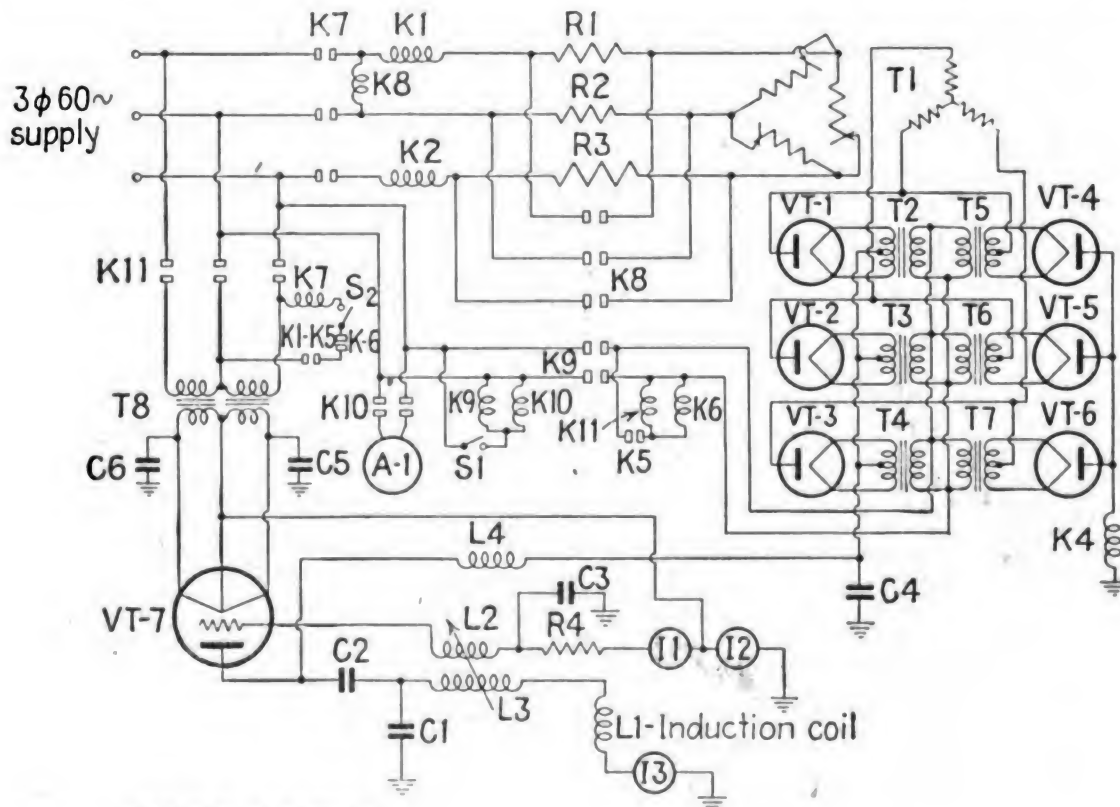 K7 K1 R1
K8
3ϕ 60~
supply
R2
T1
K2 R3
VT-1 T2 T5 VT-4
K11
K7 S2
K8
K1-K5 K-6
VT-2 T3 T6 VT-5
K9
T8
K10 K9 K10 K11 K6
VT-3 T4 T7 VT-6
C6 C5 A-1 S1 K5
K4
L4
C3 C4
VT-7 L2 R4
C2 I1 I2
L3
C1 L1-Induction coil
I3